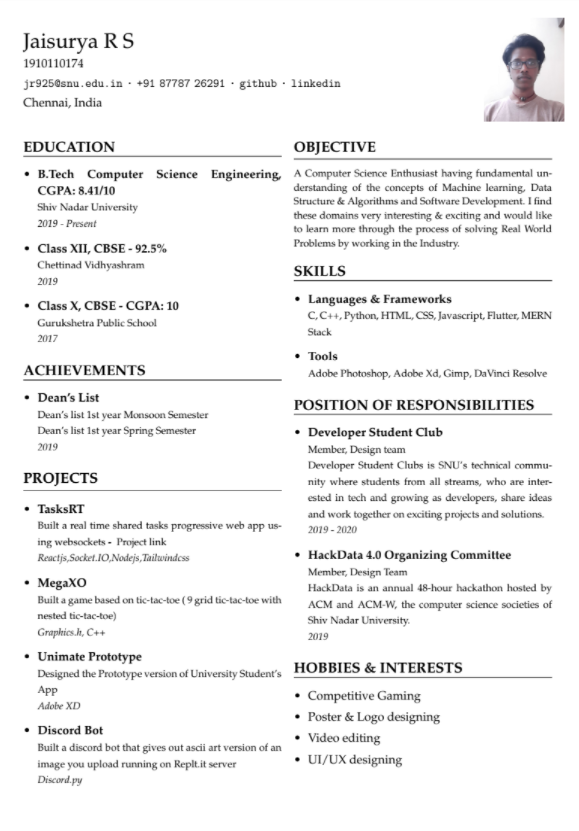 Jaisurya R S
1910110174
jr925@snu.edu.in · +91 87787 26291 · github · linkedin
Chennai, India
EDUCATION
• B.Tech Computer Science Engineering,
CGPA: 8.41/10
Shiv Nadar University
2019 - Present
• Class XII, CBSE - 92.5%
Chettinad Vidhyashram
2019
• Class X, CBSE - CGPA: 10
Gurukshetra Public School
2017
ACHIEVEMENTS
• Dean's List
Dean's list 1st year Monsoon Semester
Dean's list 1st year Spring Semester
2019
PROJECTS
• TasksRT
Built a real time shared tasks progressive web app us-
ing websockets - Project link
Reactjs,Socket.IO,Nodejs,Tailwindcss
• MegaXO
Built a game based on tic-tac-toe ( 9 grid tic-tac-toe with
nested tic-tac-toe)
Graphics.h, C++
• Unimate Prototype
Designed the Prototype version of University Student's
App
Adobe XD
• Discord Bot
Built a discord bot that gives out ascii art version of an
image you upload running on Replt.it server
Discord.py
OBJECTIVE
A Computer Science Enthusiast having fundamental un-
derstanding of the concepts of Machine learning, Data
Structure & Algorithms and Software Development. I find
these domains very interesting & exciting and would like
to learn more through the process of solving Real World
Problems by working in the Industry.
SKILLS
• Languages & Frameworks
C, C++, Python, HTML, CSS, Javascript, Flutter, MERN
Stack
• Tools
Adobe Photoshop, Adobe Xd, Gimp, DaVinci Resolve
POSITION OF RESPONSIBILITIES
• Developer Student Club
Member, Design team
Developer Student Clubs is SNU's technical commu-
nity where students from all streams, who are inter-
ested in tech and growing as developers, share ideas
and work together on exciting projects and solutions.
2019 - 2020
• HackData 4.0 Organizing Committee
Member, Design Team
HackData is an annual 48-hour hackathon hosted by
ACM and ACM-W, the computer science societies of
Shiv Nadar University.
2019
HOBBIES & INTERESTS
• Competitive Gaming
• Poster & Logo designing
• Video editing
• UI/UX designing